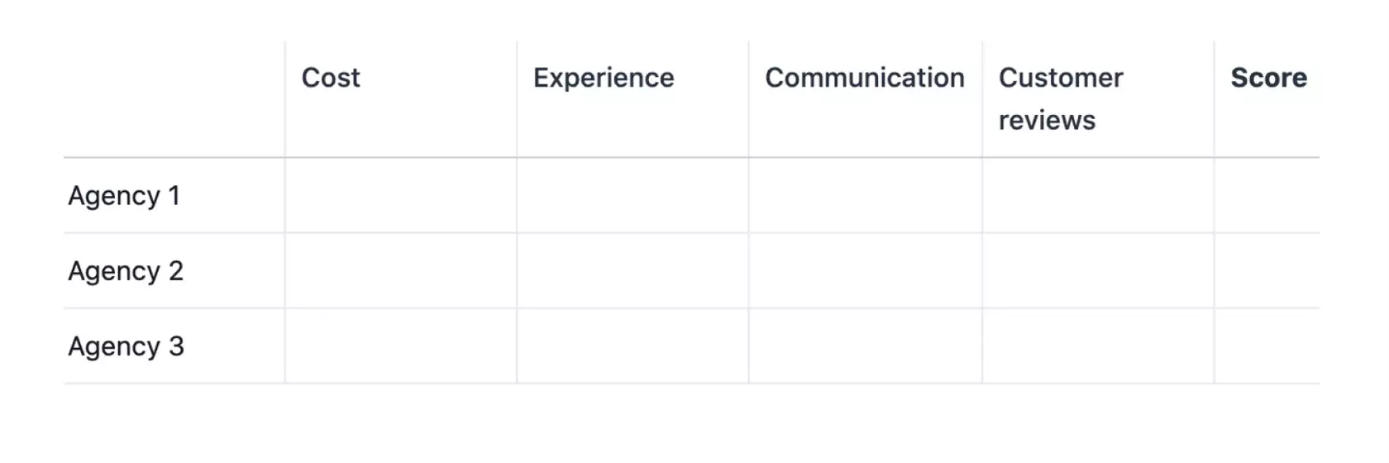 Cost Experience Communication Customer reviews Score
Agency 1
Agency 2
Agency 3